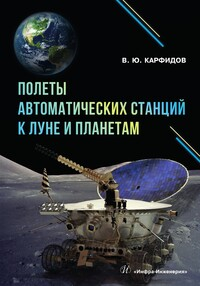 В. Ю. КАРФИДОВ
ПОЛЕТЫ
АВТОМАТИЧЕСКИХ СТАНЦИЙ
К ЛУНЕ И ПЛАНЕТАМ
«Инфра-Инженерия»